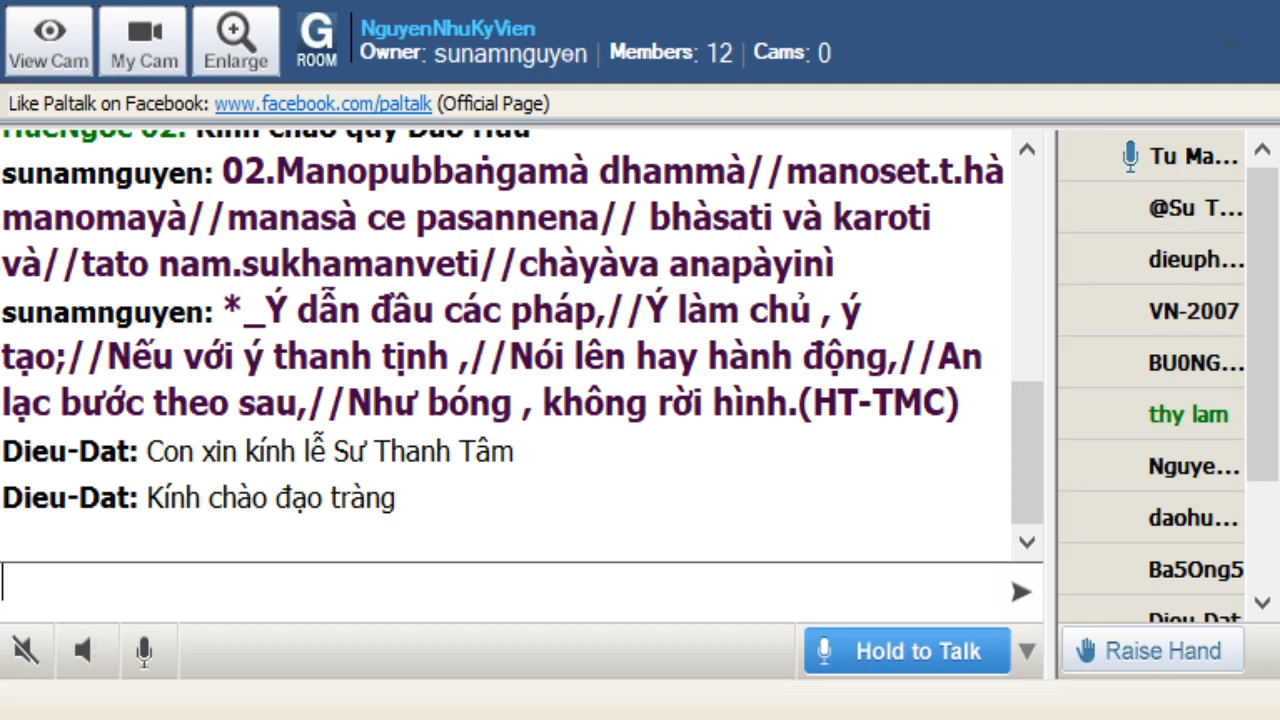 NguyenNhuKyVien
View Cam
My Cam
Enlarge
G
ROOM
Owner: sunamnguyen | Members: 12 | Cams: 0
Like Paltalk on Facebook: www.facebook.com/paltalk (Official Page)
sunamnguyen: 02.Manopubbaṅgamà dhammà//manoset.t.hà
manomayà//manasà ce pasannena// bhàsati và karoti
và//tato nam.sukhamanveti//chàyàva anapàyinì
sunamnguyen: *_Ý dẫn đầu các pháp,//Ý làm chủ , ý
tạo;//Nếu với ý thanh tịnh ,//Nói lên hay hành động,//An
lạc bước theo sau,//Như bóng , không rời hình.(HT-TMC)
Dieu-Dat: Con xin kính lễ Sư Thanh Tâm
Dieu-Dat: Kính chào đạo tràng
Tu Ma...
@Su T...
dieuph...
VN-2007
BU0NG...
thy lam
Nguye...
daohu...
Ba5Ong5
Dieu-Dat
Hold to Talk
Raise Hand